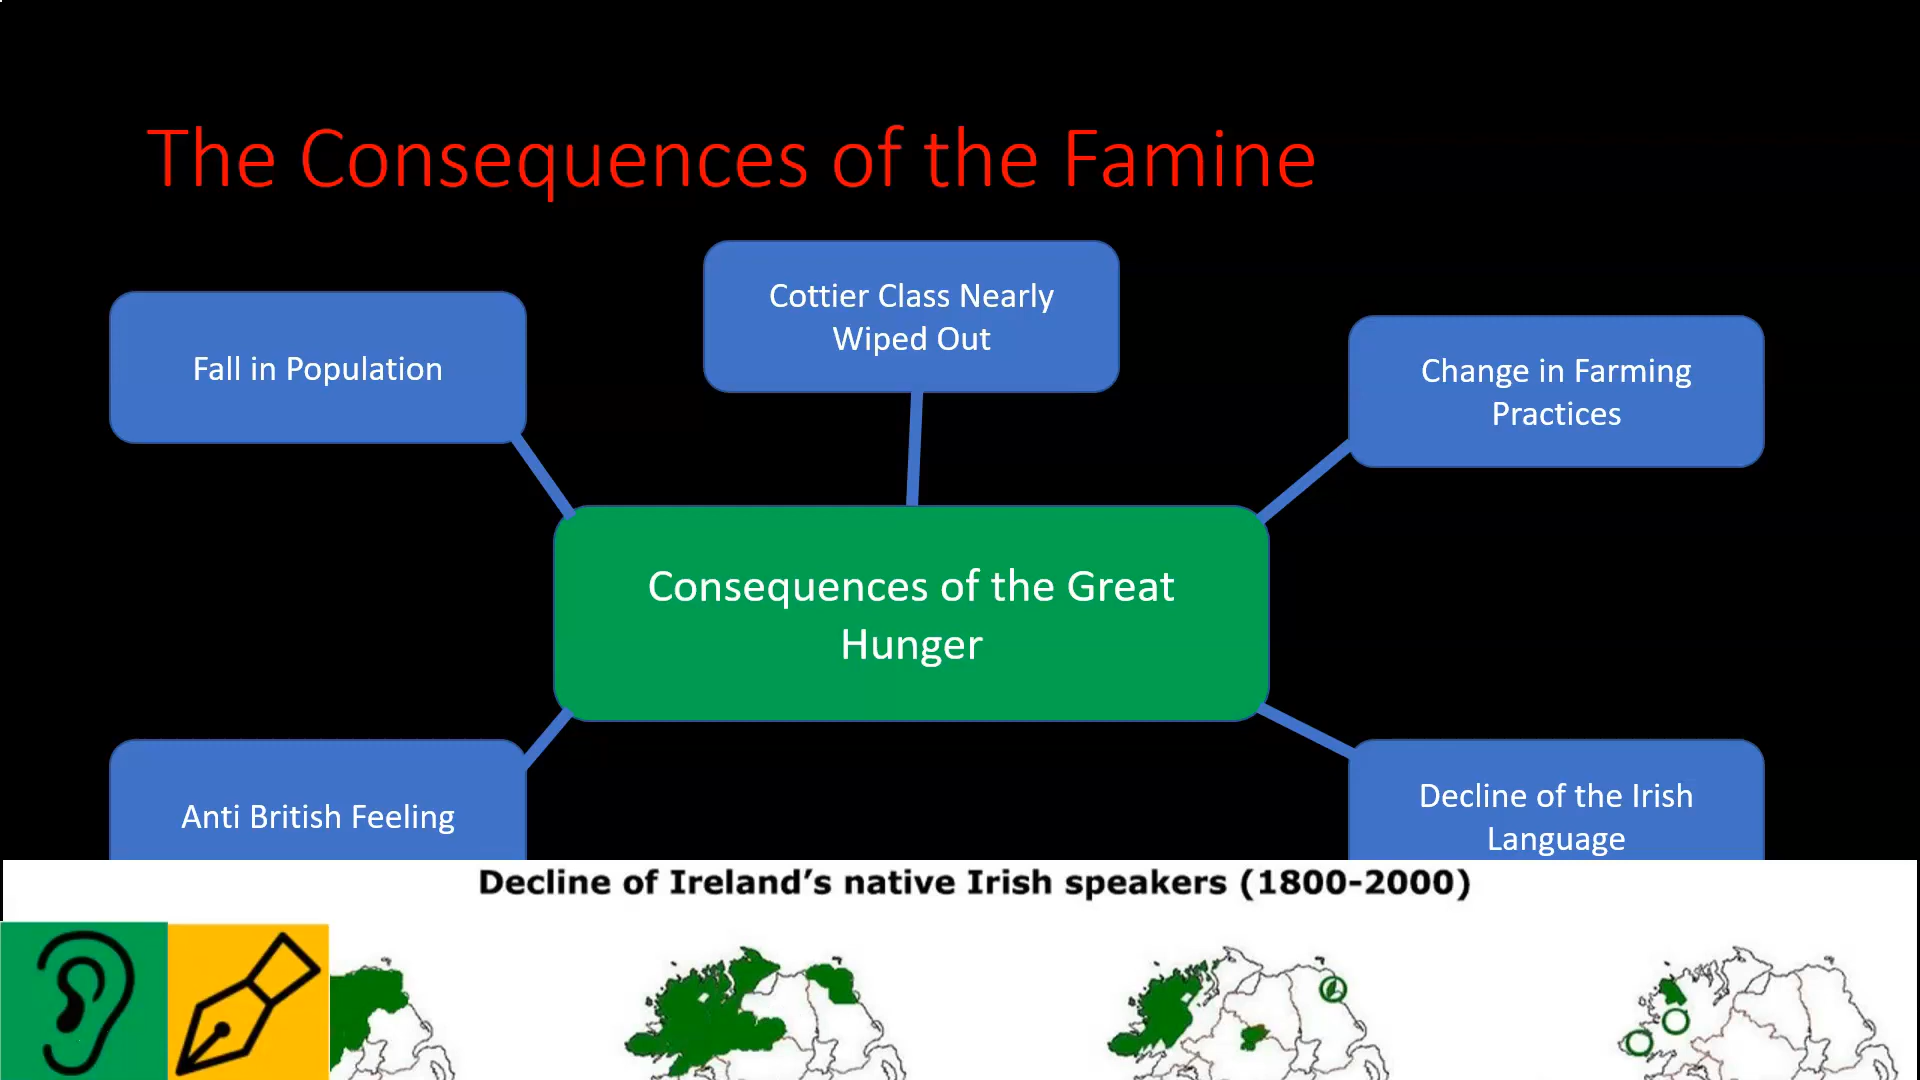 The Consequences of the Famine
Cottier Class Nearly
Wiped Out
Fall in Population
Change in Farming
Practices
Consequences of the Great
Hunger
Anti British Feeling
Decline of the Irish
Language
Decline of Ireland’s native Irish speakers (1800-2000)